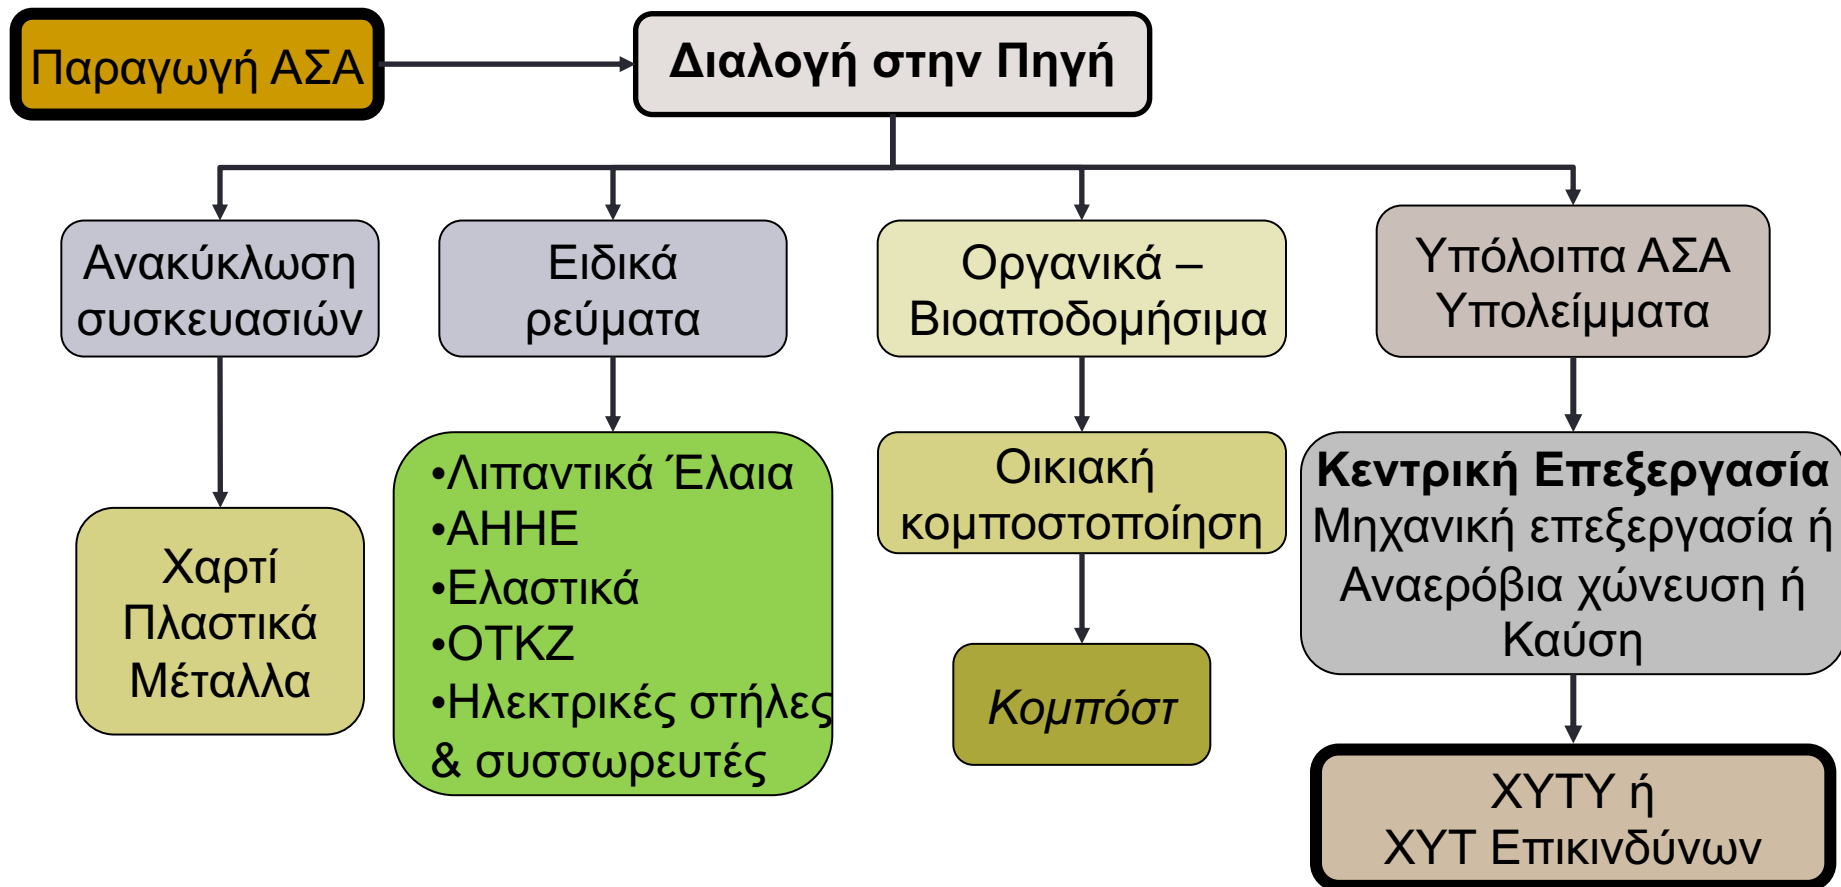 Παραγωγή ΑΣΑ
Διαλογή στην Πηγή
Ανακύκλωση
συσκευασιών
Ειδικά
ρεύματα
Οργανικά –
Βιοαποδομήσιμα
Υπόλοιπα ΑΣΑ
Υπολείμματα
Χαρτί
Πλαστικά
Μέταλλα
•Λιπαντικά Έλαια
•ΑΗΗΕ
•Ελαστικά
•ΟΤΚΖ
•Ηλεκτρικές στήλες
& συσσωρευτές
Οικιακή
κομποστοποίηση
Κομπόστ
Κεντρική Επεξεργασία
Μηχανική επεξεργασία ή
Αναερόβια χώνευση ή
Καύση
ΧΥΤΥ ή
ΧΥΤ Επικινδύνων